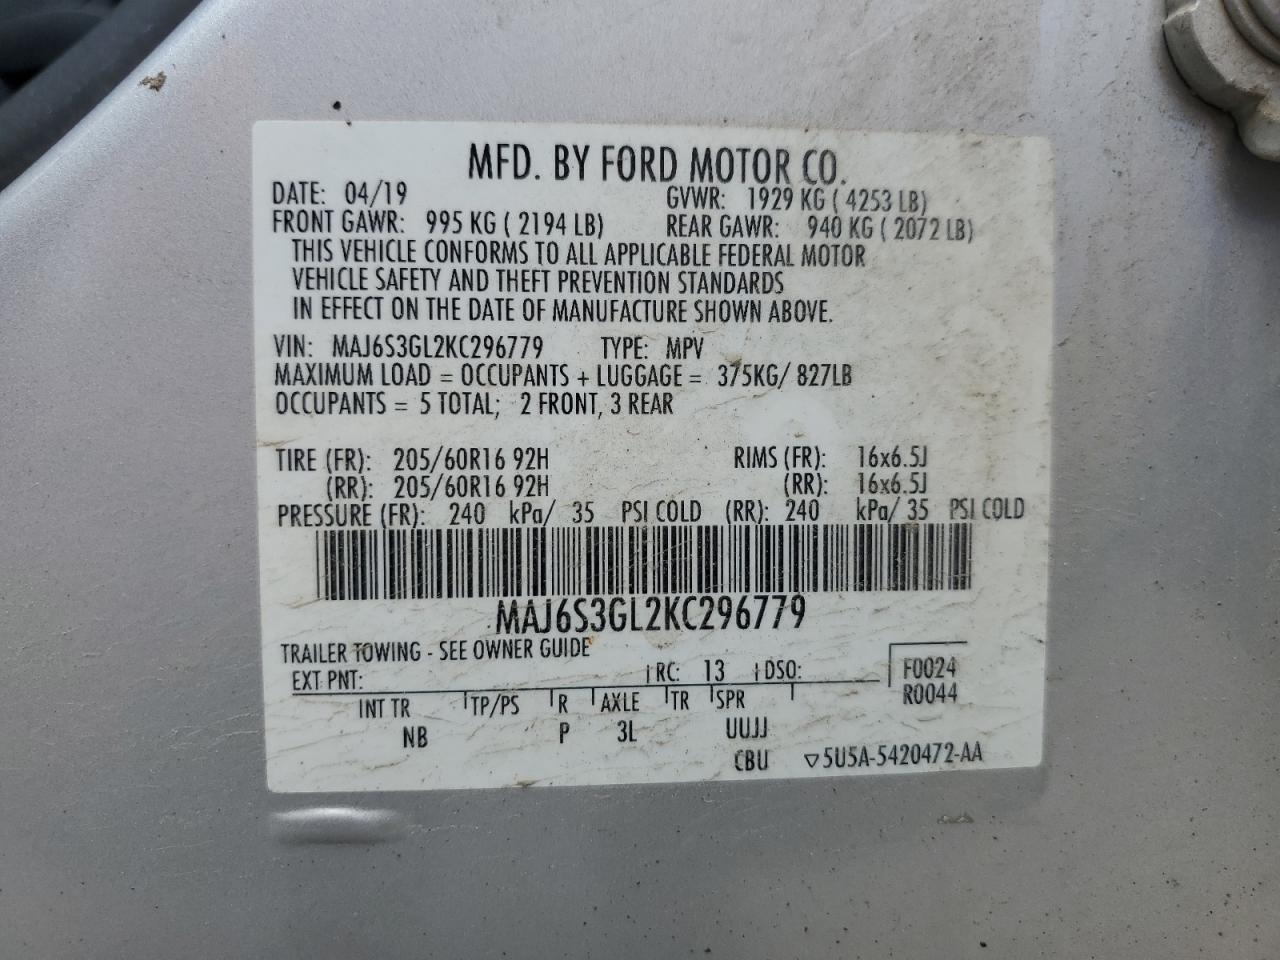 MFD. BY FORD MOTOR CO.
DATE: 04/19 GVWR: 1929 KG ( 4253 LB)
FRONT GAWR: 995 KG ( 2194 LB) REAR GAWR: 940 KG ( 2072 LB)
THIS VEHICLE CONFORMS TO ALL APPLICABLE FEDERAL MOTOR
VEHICLE SAFETY AND THEFT PREVENTION STANDARDS
IN EFFECT ON THE DATE OF MANUFACTURE SHOWN ABOVE.
VIN: MAJ6S3GL2KC296779 TYPE: MPV
MAXIMUM LOAD = OCCUPANTS + LUGGAGE = 375KG/ 827LB
OCCUPANTS = 5 TOTAL; 2 FRONT, 3 REAR
TIRE (FR): 205/60R16 92H RIMS (FR): 16x6.5J
(RR): 205/60R16 92H (RR): 16x6.5J
PRESSURE (FR): 240 kPa/ 35 PSI COLD (RR): 240 kPa/ 35 PSI COLD
MAJ6S3GL2KC296779
TRAILER TOWING - SEE OWNER GUIDE
EXT PNT: RC: 13 DSO: F0024
R0044
INT TR TP/PS R AXLE TR SPR
NB P 3L UUJJ
CBU ▽5U5A-5420472-AA